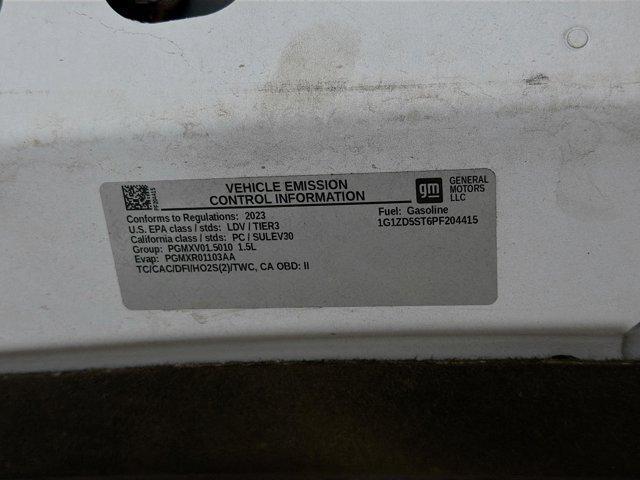 VEHICLE EMISSION
CONTROL INFORMATION
gm
GENERAL
MOTORS
LLC
PF204415
Conforms to Regulations: 2023
U.S. EPA class / stds: LDV / TIER3
California class / stds: PC / SULEV30
Group: PGMXV01.5010 1.5L
Evap: PGMXR01103AA
TC/CAC/DFI/HO2S(2)/TWC, CA OBD: II
Fuel: Gasoline
1G1ZD5ST6PF204415